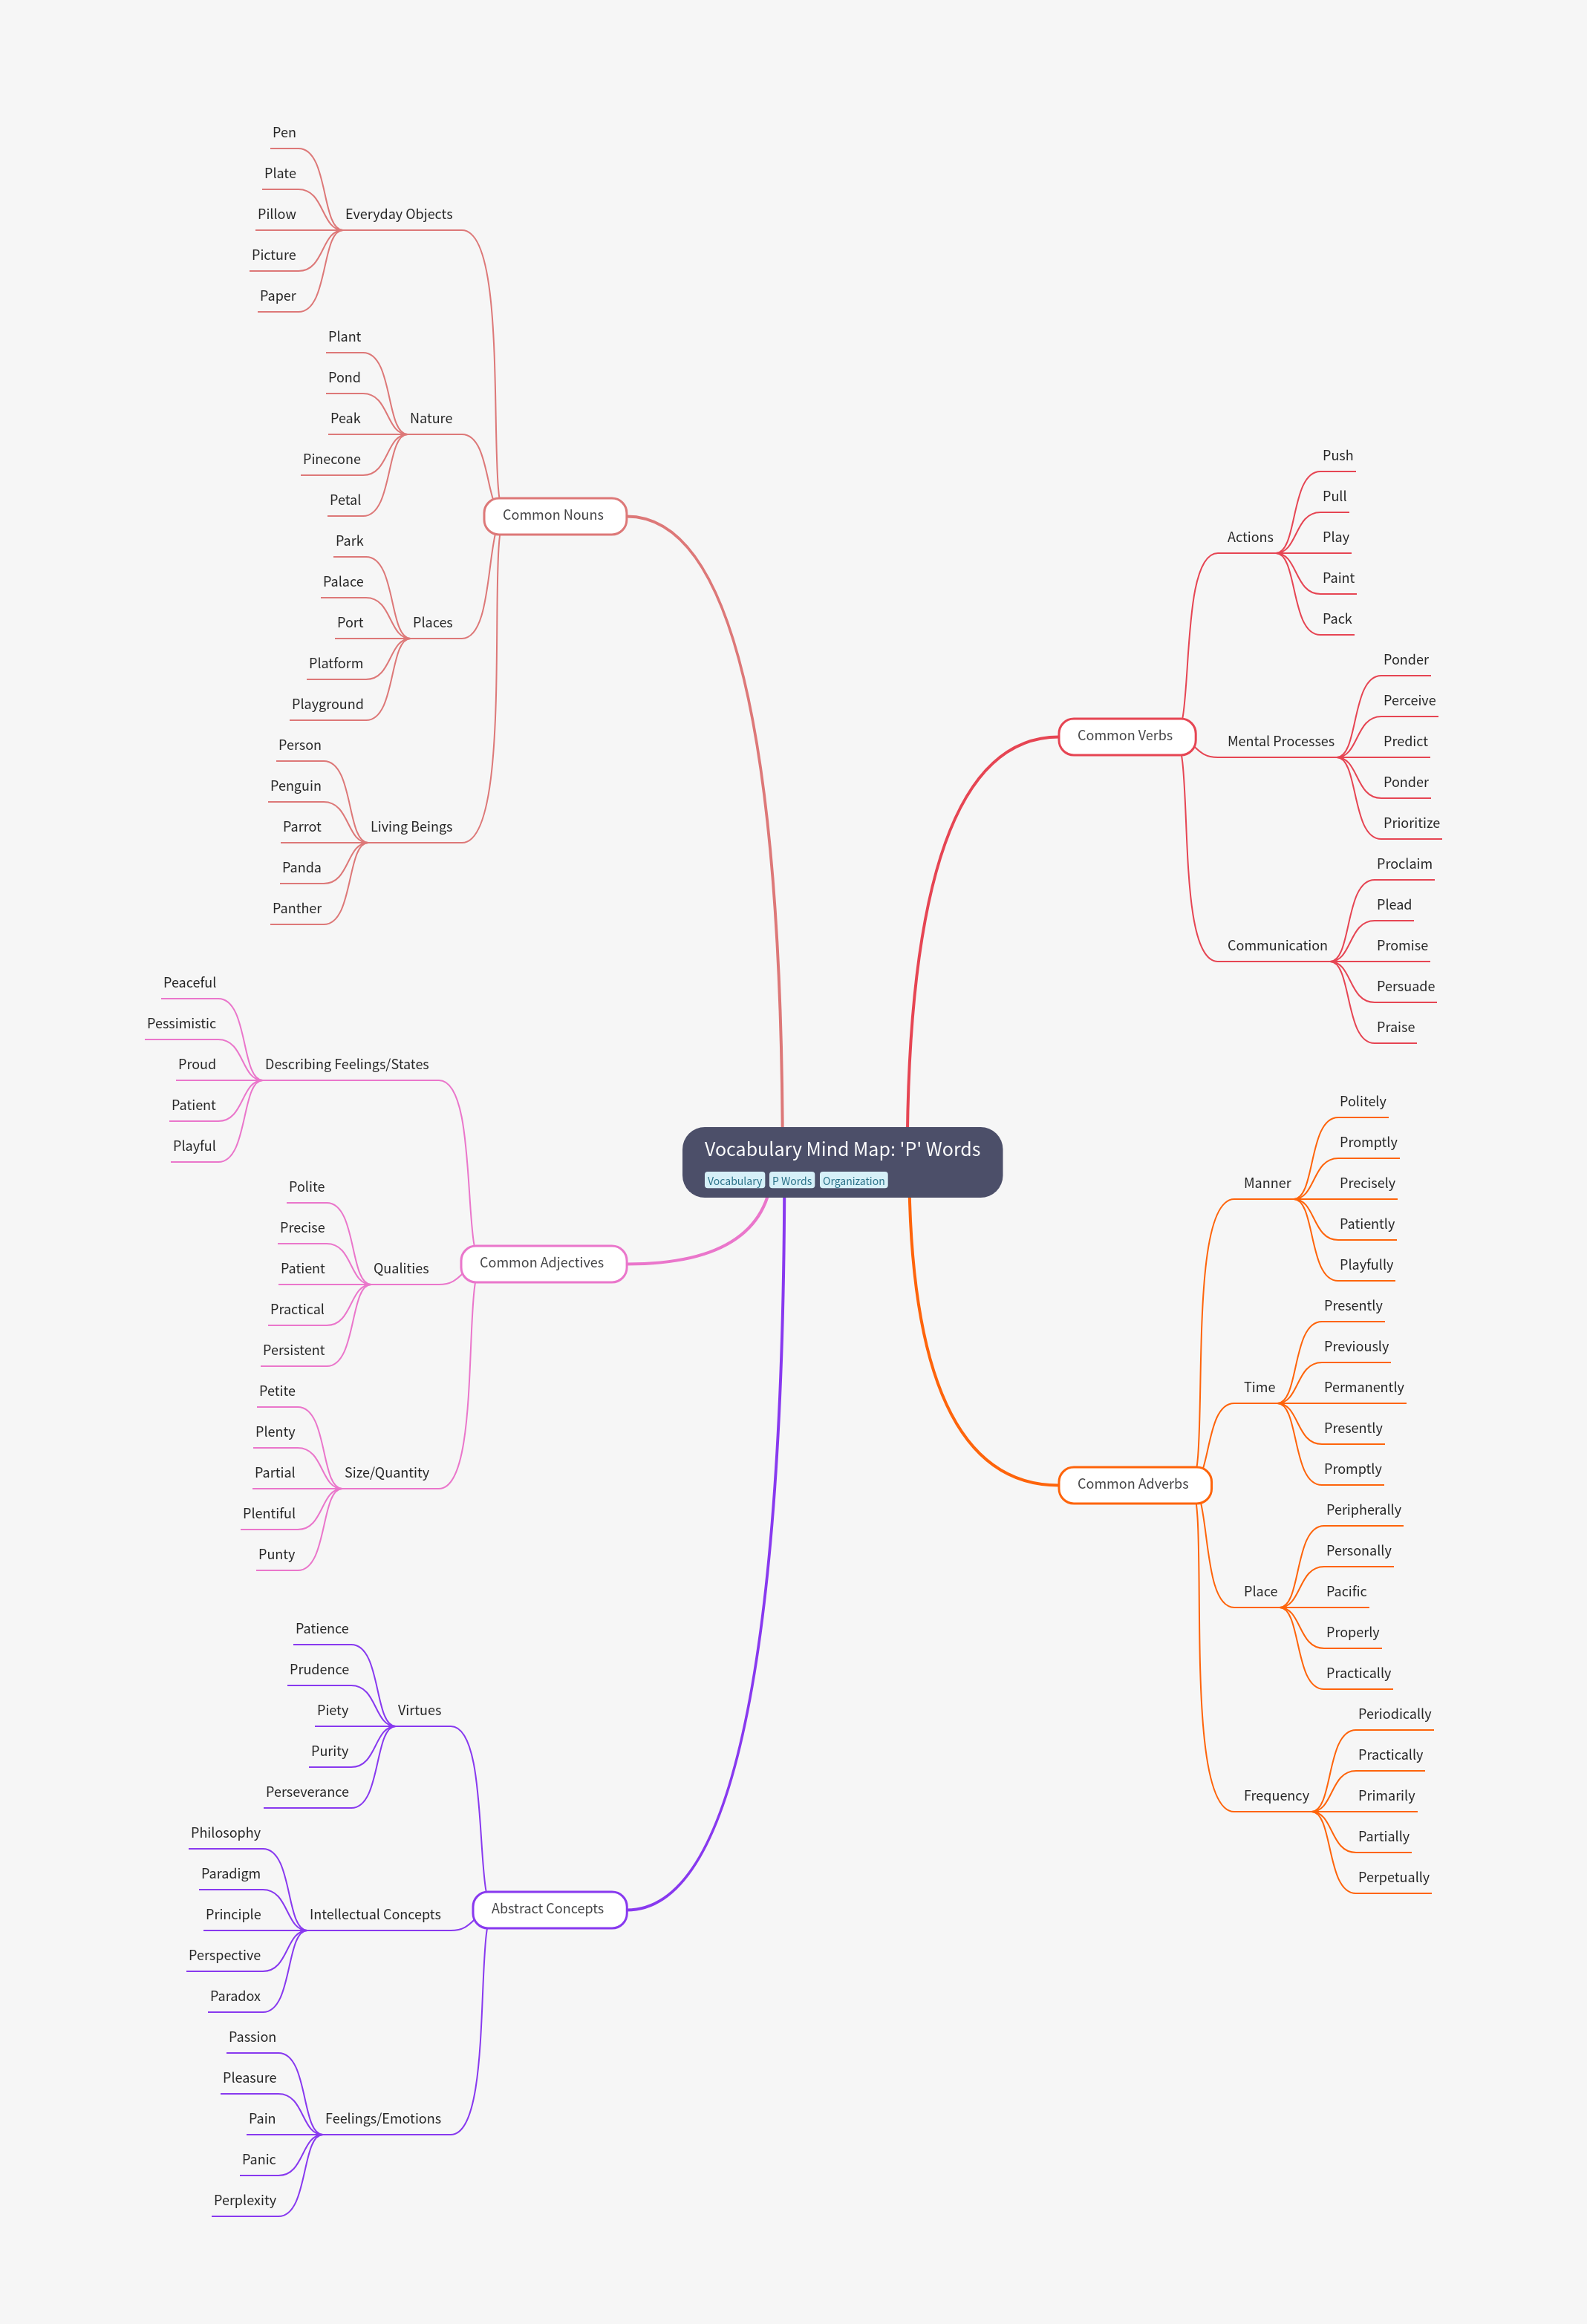 Vocabulary Mind Map: 'P' Words
Vocabulary P Words Organization
Common Nouns
Everyday Objects
Pen
Plate
Pillow
Picture
Paper
Nature
Plant
Pond
Peak
Pinecone
Petal
Places
Park
Palace
Port
Platform
Playground
Living Beings
Person
Penguin
Parrot
Panda
Panther
Common Adjectives
Describing Feelings/States
Peaceful
Pessimistic
Proud
Patient
Playful
Qualities
Polite
Precise
Patient
Practical
Persistent
Size/Quantity
Petite
Plenty
Partial
Plentiful
Punty
Abstract Concepts
Virtues
Patience
Prudence
Piety
Purity
Perseverance
Intellectual Concepts
Philosophy
Paradigm
Principle
Perspective
Paradox
Feelings/Emotions
Passion
Pleasure
Pain
Panic
Perplexity
Common Verbs
Actions
Push
Pull
Play
Paint
Pack
Mental Processes
Ponder
Perceive
Predict
Ponder
Prioritize
Communication
Proclaim
Plead
Promise
Persuade
Praise
Common Adverbs
Manner
Politely
Promptly
Precisely
Patiently
Playfully
Time
Presently
Previously
Permanently
Presently
Promptly
Place
Peripherally
Personally
Pacific
Properly
Practically
Frequency
Periodically
Practically
Primarily
Partially
Perpetually